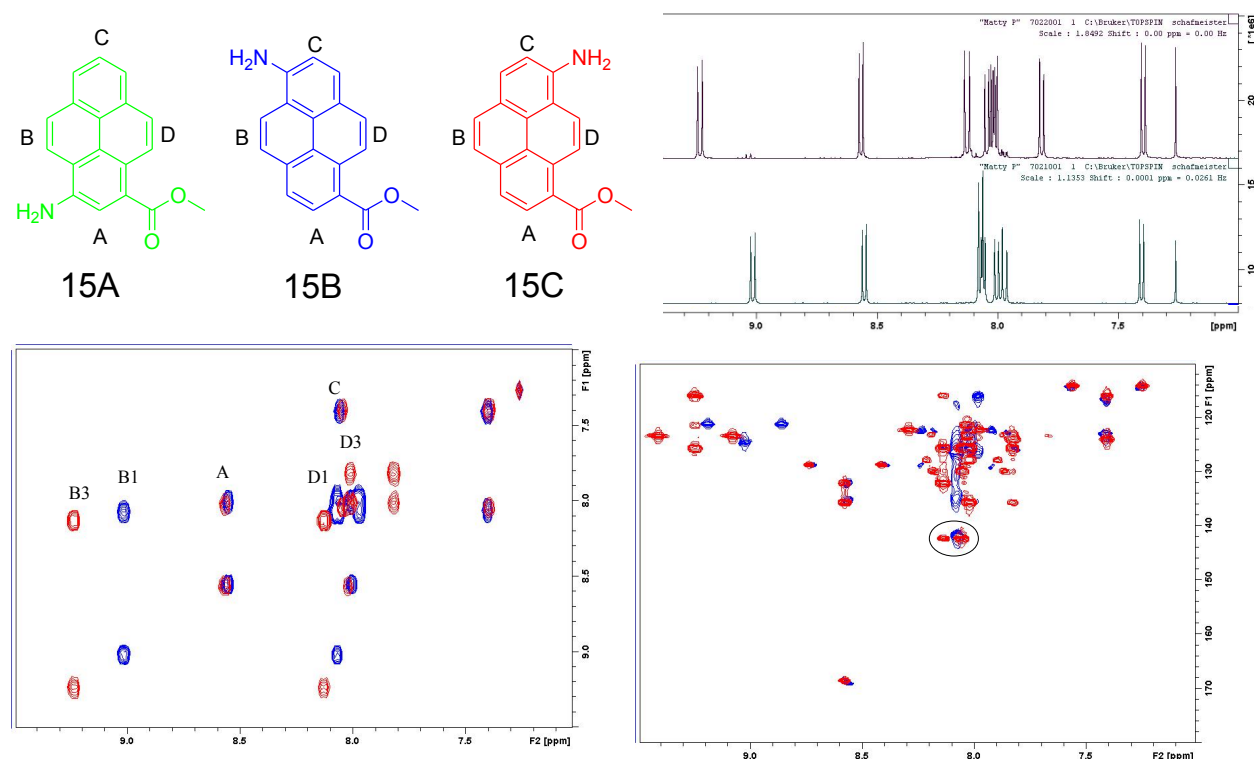 C
H₂N
C
C
NH₂
B
D
B
D
B
D
H₂N
O
O
O
O
O
O
A
A
A
15A
15B
15C
"Matty P" 7022001 1 C:\Bruker\TOPSPIN schafmeister
Scale : 1.8492 Shift : 0.00 ppm = 0.00 Hz
[*1e6]
20
"Matty P" 7021001 1 C:\Bruker\TOPSPIN schafmeister
Scale : 1.1353 Shift : 0.0001 ppm = 0.0261 Hz
15
10
9.0 8.5 8.0 7.5 [ppm]
C
D3
B3
B1
A
D1
F1 [ppm]
7.5
8.0
8.5
9.0
9.0 8.5 8.0 7.5 F2 [ppm]
F1 [ppm]
120
130
140
150
160
170
9.0 8.5 8.0 7.5 F2 [ppm]